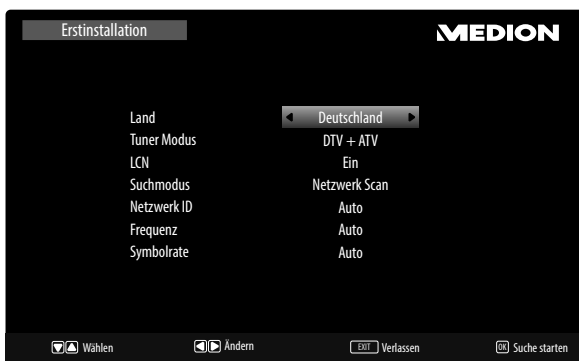 Erstinstallation MEDION
Land Deutschland
Tuner Modus DTV + ATV
LCN Ein
Suchmodus Netzwerk Scan
Netzwerk ID Auto
Frequenz Auto
Symbolrate Auto
Wählen Ändern EXIT Verlassen OK Suche starten